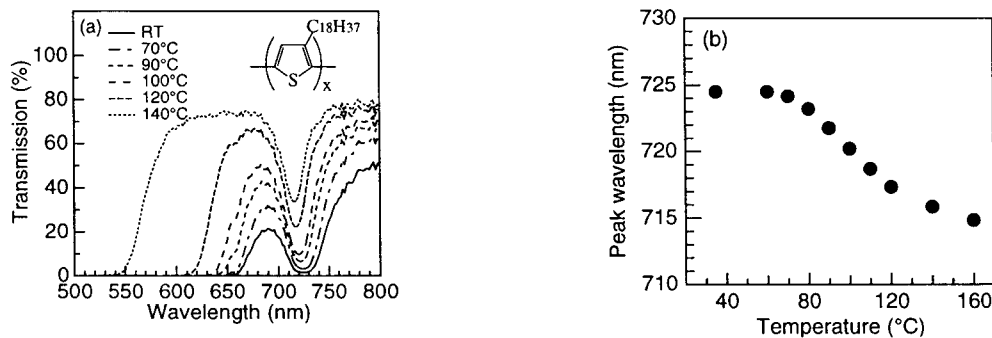 (a)
C18H37
RT
70°C
90°C
100°C
120°C
140°C
S
x
100
80
60
40
20
0
Transmission (%)
500 550 600 650 700 750 800
Wavelength (nm)
(b)
730
725
720
715
710
Peak wavelength (nm)
40 80 120 160
Temperature (°C)